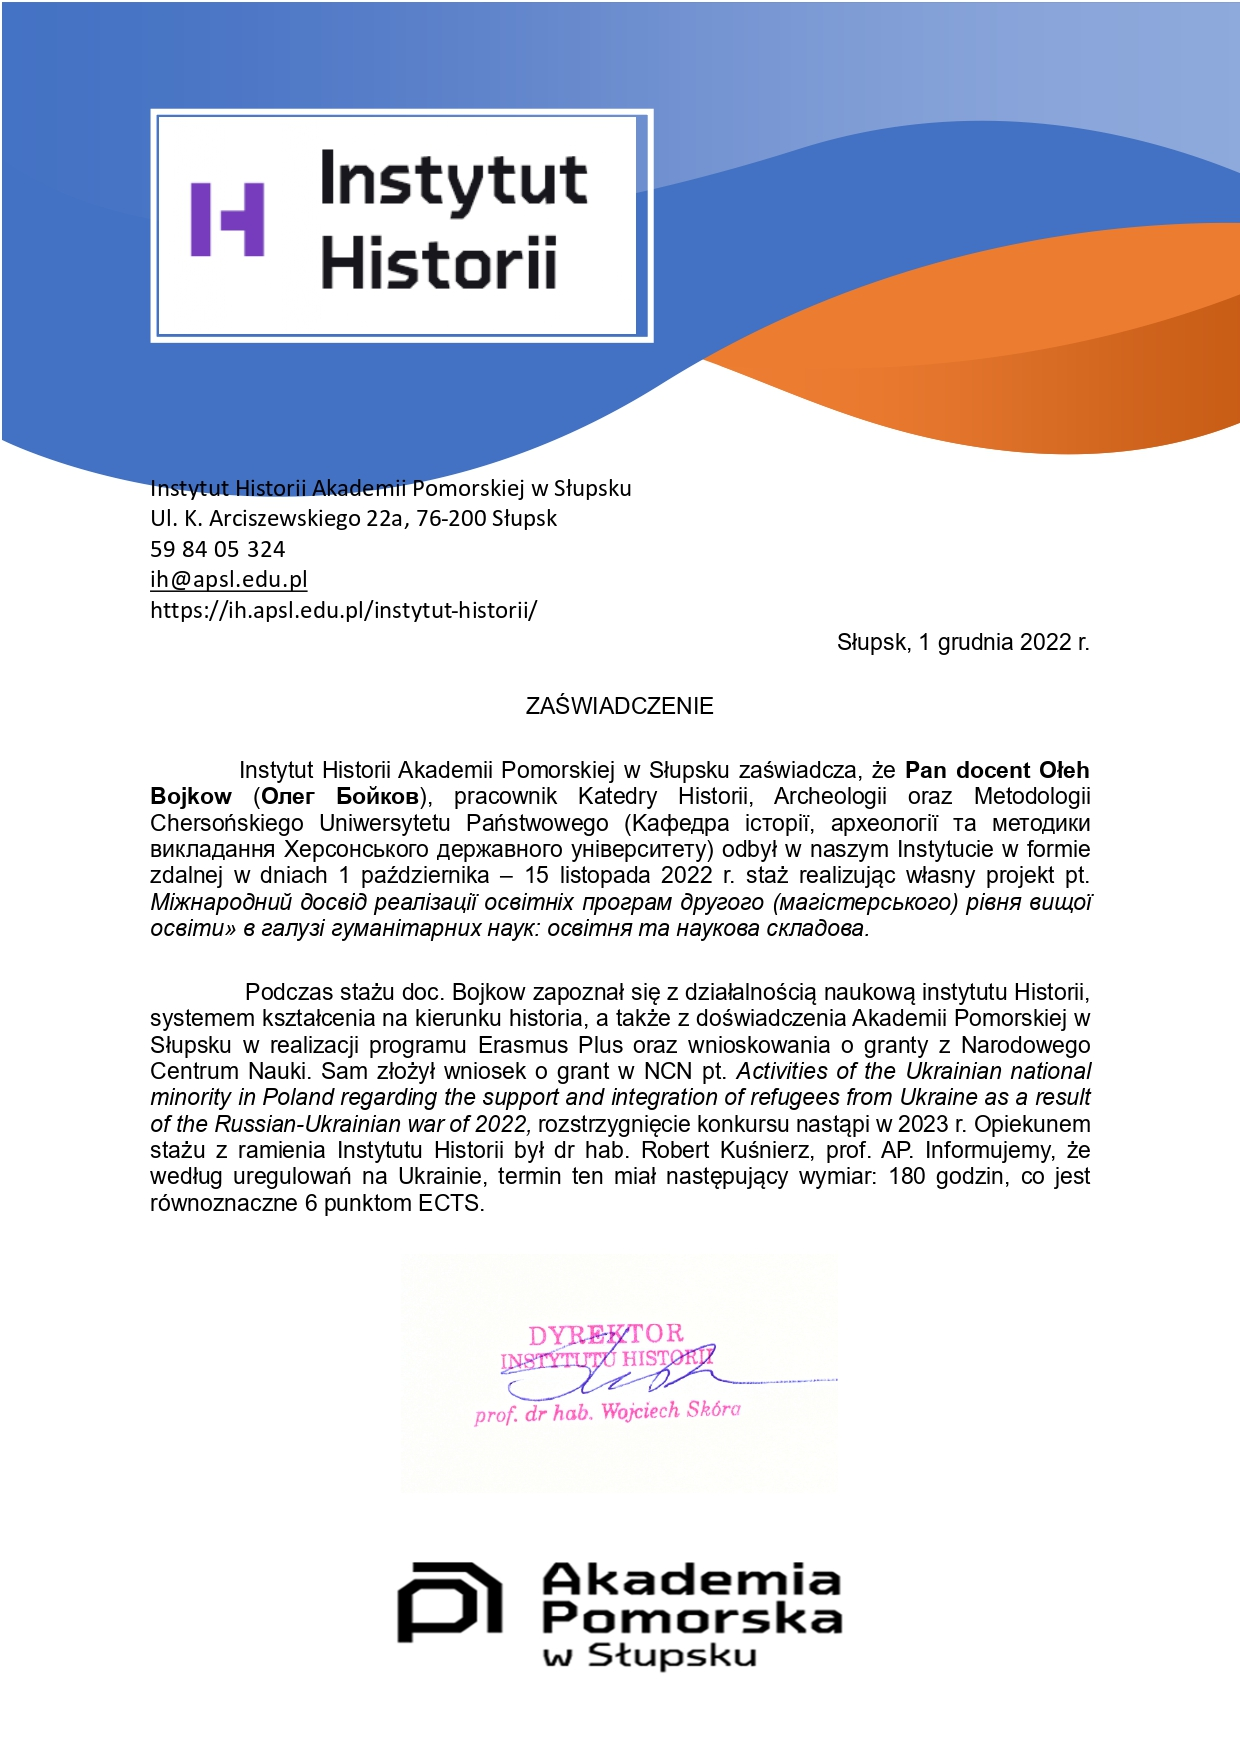 Instytut
Historii
Instytut Historii Akademii Pomorskiej w Słupsku
Ul. K. Arciszewskiego 22a, 76-200 Słupsk
59 84 05 324
ih@apsl.edu.pl
https://ih.apsl.edu.pl/instytut-historii/
Słupsk, 1 grudnia 2022 r.
ZAŚWIADCZENIE
Instytut Historii Akademii Pomorskiej w Słupsku zaświadcza, że Pan docent Ołeh
Bojkow (Олег Бойков), pracownik Katedry Historii, Archeologii oraz Metodologii
Chersońskiego Uniwersytetu Państwowego (Кафедра історії, археології та методики
викладання Херсонського державного університету) odbył w naszym Instytucie w formie
zdalnej w dniach 1 października – 15 listopada 2022 r. staż realizując własny projekt pt.
Міжнародний досвід реалізації освітніх програм другого (магістерського) рівня вищої
освіти» в галузі гуманітарних наук: освітня та наукова складова.
Podczas stażu doc. Bojkow zapoznał się z działalnością naukową instytutu Historii,
systemem kształcenia na kierunku historia, a także z doświadczenia Akademii Pomorskiej w
Słupsku w realizacji programu Erasmus Plus oraz wnioskowania o granty z Narodowego
Centrum Nauki. Sam złożył wniosek o grant w NCN pt. Activities of the Ukrainian national
minority in Poland regarding the support and integration of refugees from Ukraine as a result
of the Russian-Ukrainian war of 2022, rozstrzygnięcie konkursu nastąpi w 2023 r. Opiekunem
stażu z ramienia Instytutu Historii był dr hab. Robert Kuśnierz, prof. AP. Informujemy, że
według uregulowań na Ukrainie, termin ten miał następujący wymiar: 180 godzin, co jest
równoznaczne 6 punktom ECTS.
DYREKTOR
INSTYTUTU HISTORII
prof. dr hab. Wojciech Skóra
Akademia
Pomorska
w Słupsku